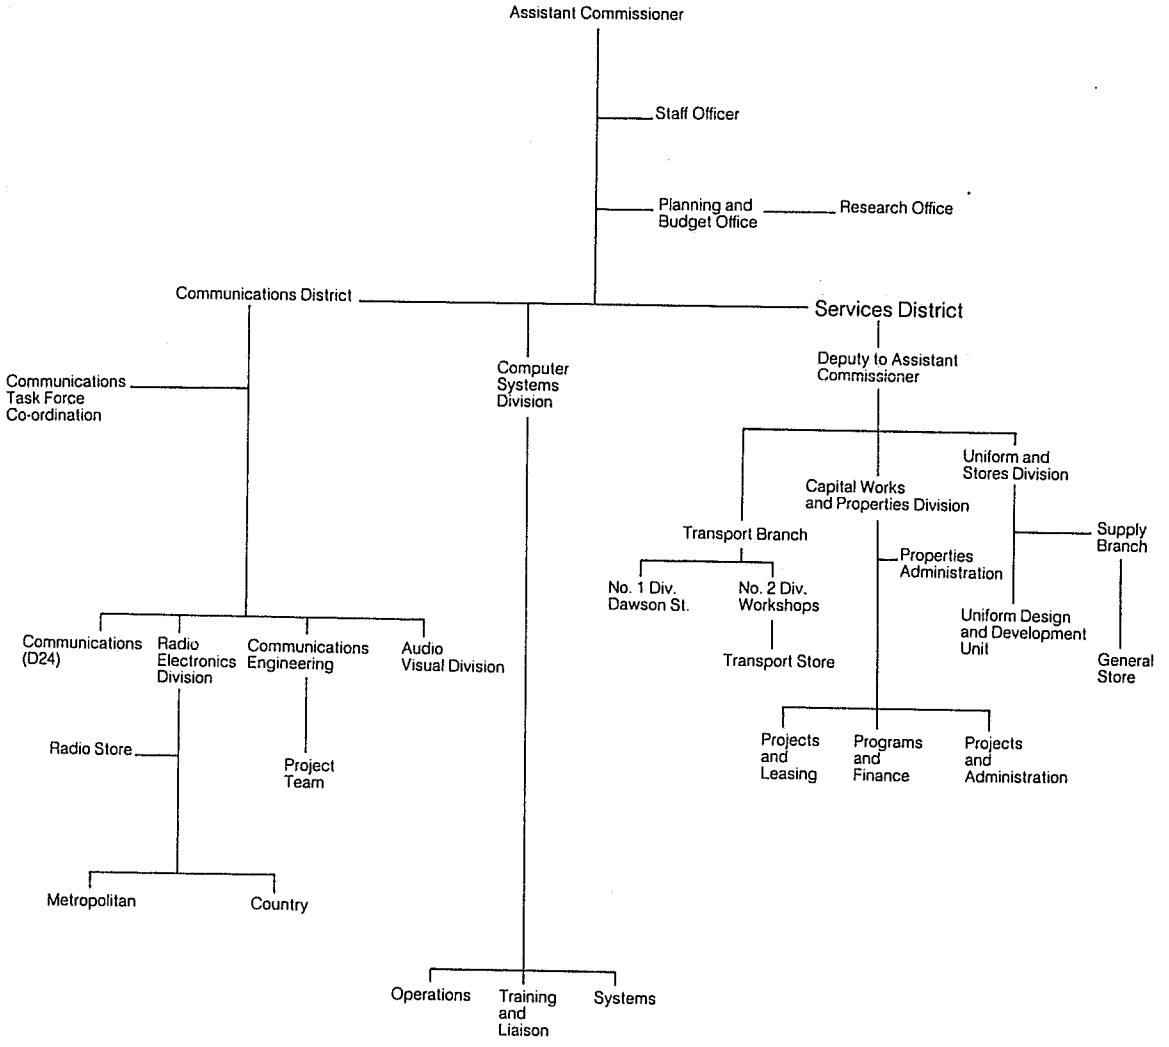 Assistant Commissioner
Staff Officer
Planning and
Budget Office
Research Office
Communications District
Services District
Computer
Systems
Division
Deputy to Assistant
Commissioner
Communications
Task Force
Co-ordination
Uniform and
Stores Division
Capital Works
and Properties Division
Transport Branch
Supply
Branch
Properties
Administration
No. 1 Div.
Dawson St.
No. 2 Div.
Workshops
Uniform Design
and Development
Unit
Communications
(D24)
Radio
Electronics
Division
Communications
Engineering
Audio
Visual Division
Transport Store
General
Store
Radio Store
Project
Team
Projects
and
Leasing
Programs
and
Finance
Projects
and
Administration
Metropolitan
Country
Operations
Training
and
Liaison
Systems